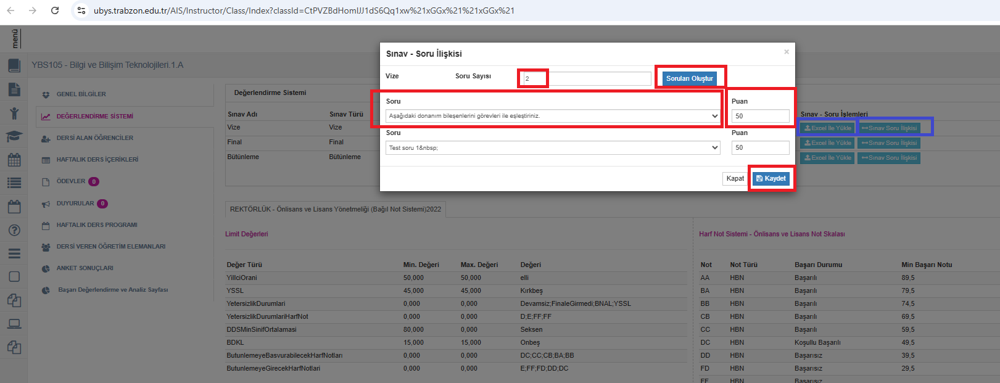 ubys.trabzon.edu.tr/AIS/Instructor/Class/Index?classId=CtPVZBdHomIJJ1dS6Qq1xw%21xGGx%21%21xGGx%21
menü
YBS105 - Bilgi ve Bilişim Teknolojileri.1.A
GENEL BİLGİLER
DEĞERLENDİRME SİSTEMİ
DERSİ ALAN ÖĞRENCİLER
HAFTALIK DERS İÇERİKLERİ
ÖDEVLER 0
DUYURULAR 0
HAFTALIK DERS PROGRAMI
DERSİ VEREN ÖĞRETİM ELEMANLARI
ANKET SONUÇLARI
Başarı Değerlendirme ve Analiz Sayfası
Değerlendirme Sistemi
Sınav Adı Sınav Türü Sınav - Soru İşlemleri
Vize Vize Excel İle Yükle Sınav Soru İlişkisi
Final Final Excel İle Yükle Sınav Soru İlişkisi
Bütünleme Bütünleme Excel İle Yükle Sınav Soru İlişkisi
Sınav - Soru İlişkisi ×
Vize Soru Sayısı 2 Soruları Oluştur
Soru Puan
Aşağıdaki donanım bileşenlerini görevleri ile eşleştiriniz. 50
Soru Puan
Test soru 1&nbsp; 50
Kapat Kaydet
REKTÖRLÜK - Önlisans ve Lisans Yönetmeliği (Bağıl Not Sistemi)2022
Limit Değerleri
Değer Türü Min. Değeri Max. Değeri Değeri
YillciOrani 50,000 50,000 elli
YSSL 45,000 45,000 Kırkbeş
YetersizlikDurumlari 0,000 0,000 Devamsiz;FinaleGirmedi;BNAL;YSSL
YetersizlikDurumlariHarfNot 0,000 0,000 D;E;FF;FF
DDSMinSinifOrtalamasi 80,000 0,000 Seksen
BDKL 15,000 15,000 Onbeş
ButunlemeyeBasvurabilecekHarfNotları 0,000 0,000 DC;CC;CB;BA;BB
ButunlemeyeGirecekHarfNotlari 0,000 0,000 E;FF;FD;DD;DC
Harf Not Sistemi - Önlisans ve Lisans Not Skalası
Not Not Türü Başarı Durumu Min Başarı Notu
AA HBN Başarılı 89,5
BA HBN Başarılı 79,5
BB HBN Başarılı 74,5
CB HBN Başarılı 69,5
CC HBN Başarılı 59,5
DC HBN Koşullu Başarılı 49,5
DD HBN Başarısız 39,5
FD HBN Başarısız 29,5
FF HBN Başarısız